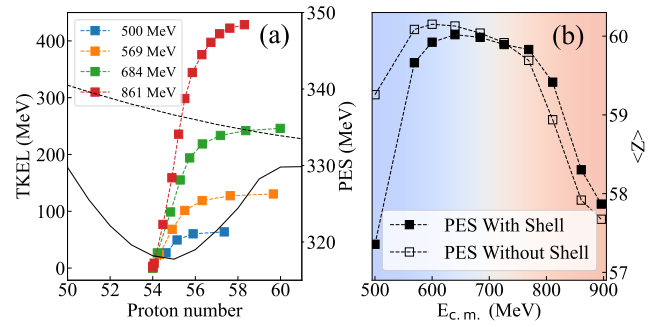 400
300
200
100
0
TKEL (MeV)
500 MeV
569 MeV
684 MeV
861 MeV
(a)
350
340
330
320
PES (MeV)
50 52 54 56 58 60
Proton number
(b)
PES With Shell
PES Without Shell
60
59
58
57
<Z>
500 600 700 800 900
E_c.m. (MeV)